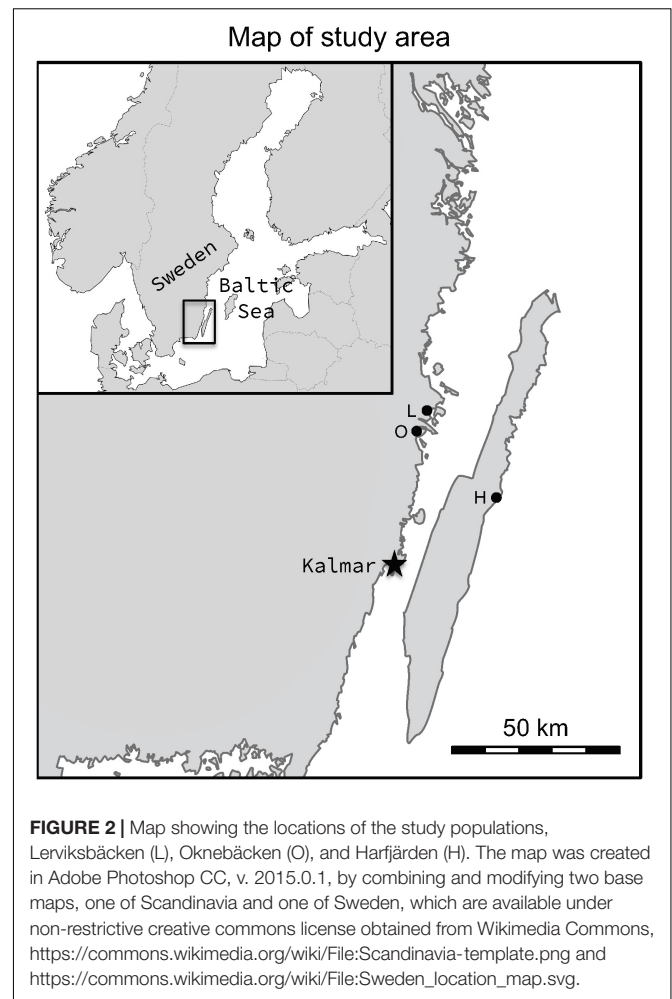 Map of study area
Sweden
Baltic
Sea
L
O
H
Kalmar
50 km
FIGURE 2 | Map showing the locations of the study populations,
Lerviksbäcken (L), Oknebäcken (O), and Harfjärden (H). The map was created
in Adobe Photoshop CC, v. 2015.0.1, by combining and modifying two base
maps, one of Scandinavia and one of Sweden, which are available under
non-restrictive creative commons license obtained from Wikimedia Commons,
https://commons.wikimedia.org/wiki/File:Scandinavia-template.png and
https://commons.wikimedia.org/wiki/File:Sweden_location_map.svg.